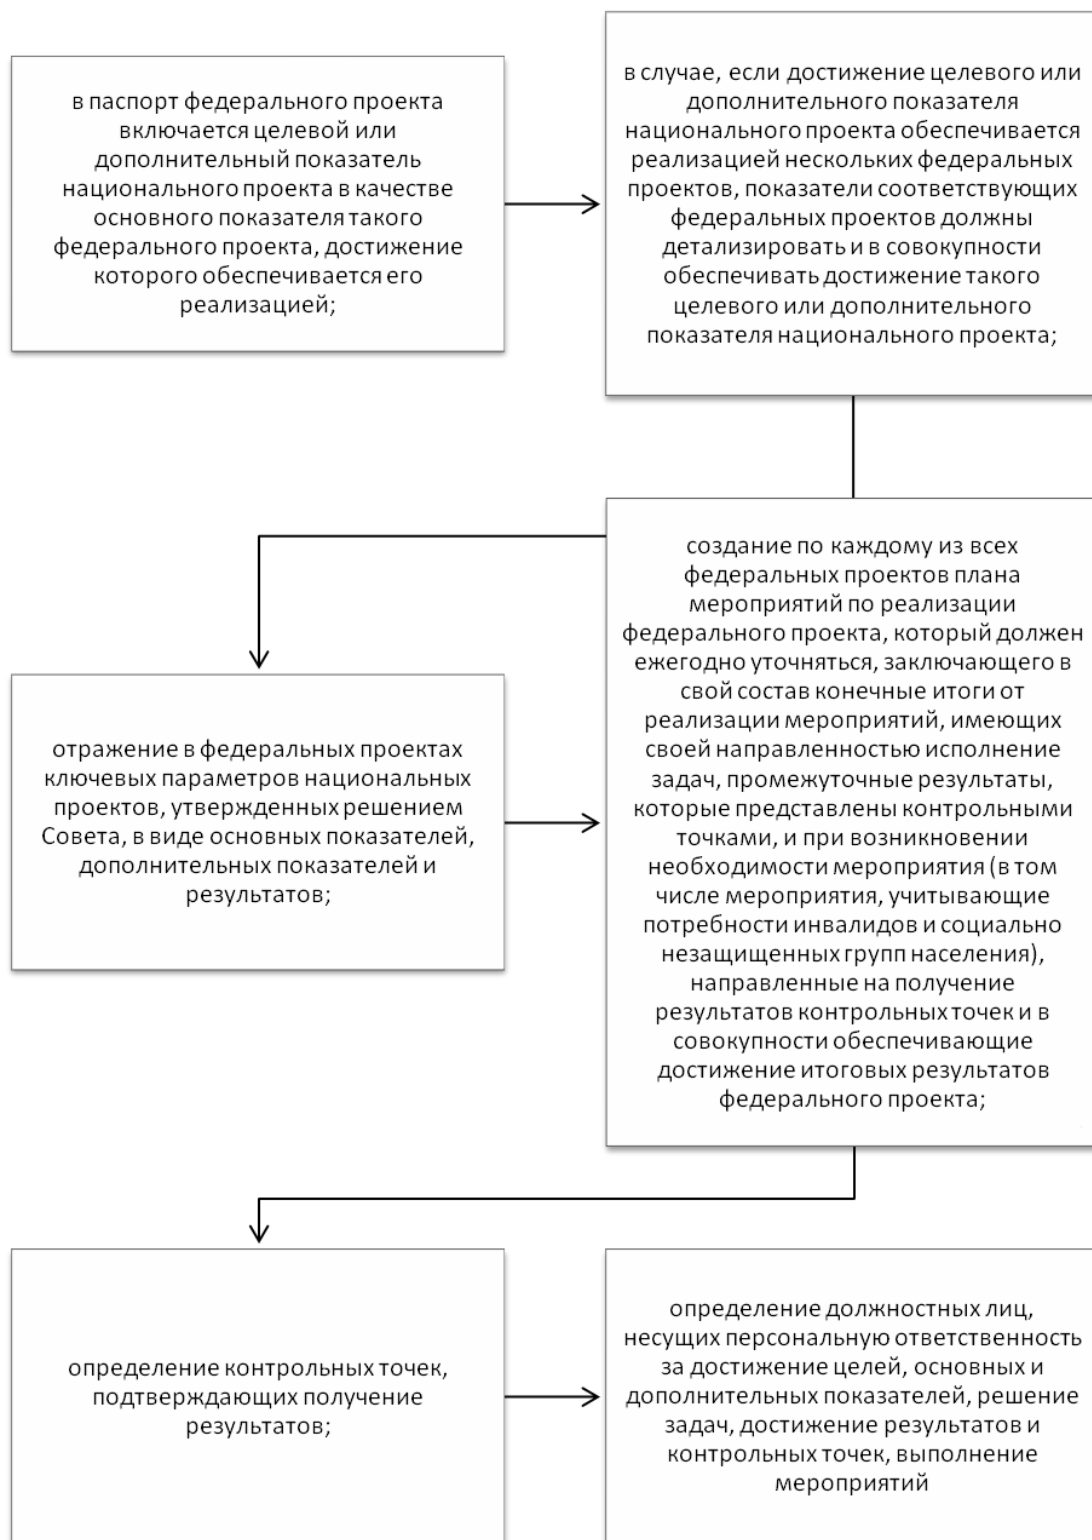 в паспорт федерального проекта
включается целевой или
дополнительный показатель
национального проекта в качестве
основного показателя такого
федерального проекта, достижение
которого обеспечивается его
реализацией;
в случае, если достижение целевого или
дополнительного показателя
национального проекта обеспечивается
реализацией нескольких федеральных
проектов, показатели соответствующих
федеральных проектов должны
детализировать и в совокупности
обеспечивать достижение такого
целевого или дополнительного
показателя национального проекта;
отражение в федеральных проектах
ключевых параметров национальных
проектов, утвержденных решением
Совета, в виде основных показателей,
дополнительных показателей и
результатов;
создание по каждому из всех
федеральных проектов плана
мероприятий по реализации
федерального проекта, который должен
ежегодно уточняться, заключающего в
свой состав конечные итоги от
реализации мероприятий, имеющих
своей направленностью исполнение
задач, промежуточные результаты,
которые представлены контрольными
точками, и при возникновении
необходимости мероприятия (в том
числе мероприятия, учитывающие
потребности инвалидов и социально
незащищенных групп населения),
направленные на получение
результатов контрольных точек и в
совокупности обеспечивающие
достижение итоговых результатов
федерального проекта;
определение контрольных точек,
подтверждающих получение
результатов;
определение должностных лиц,
несущих персональную ответственность
за достижение целей, основных и
дополнительных показателей, решение
задач, достижение результатов и
контрольных точек, выполнение
мероприятий